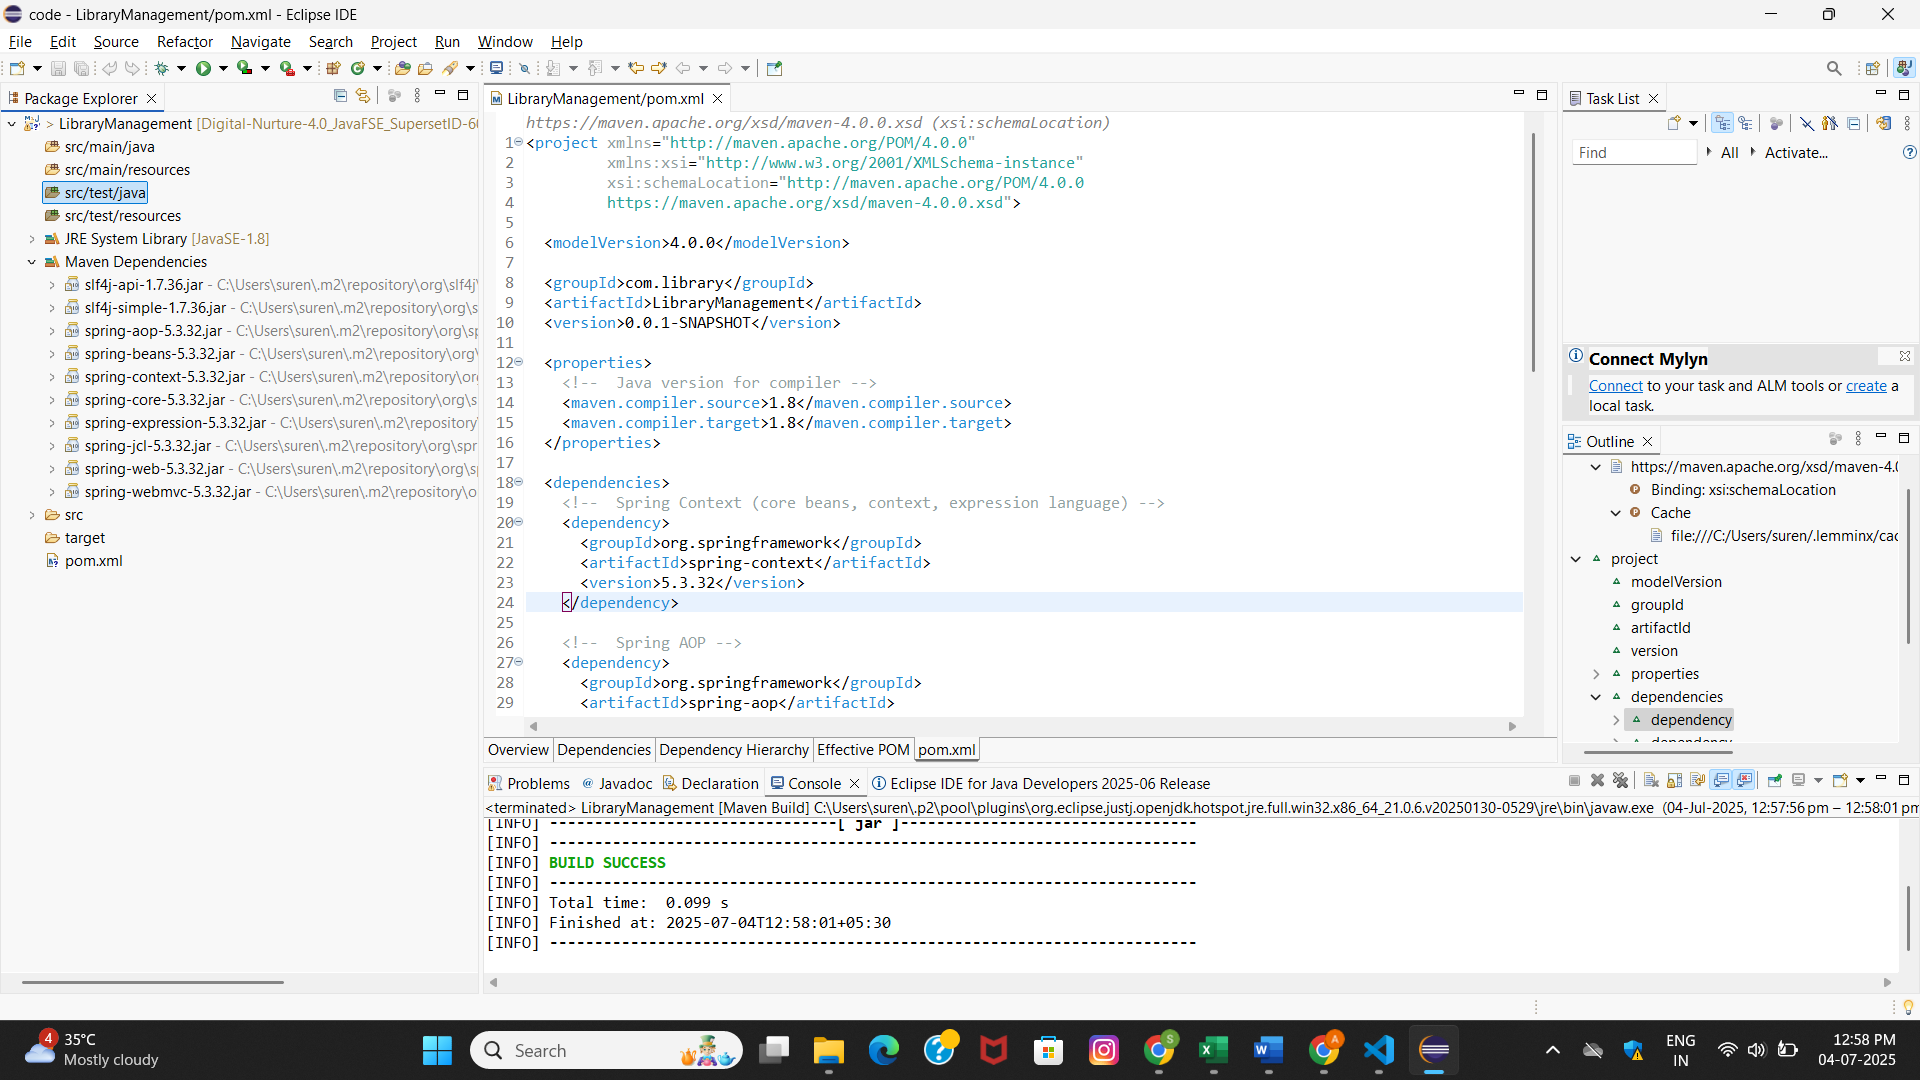 code - LibraryManagement/pom.xml - Eclipse IDE
File Edit Source Refactor Navigate Search Project Run Window Help
Package Explorer
> LibraryManagement [Digital-Nurture-4.0_JavaFSE_SupersetID-6
src/main/java
src/main/resources
src/test/java
src/test/resources
JRE System Library [JavaSE-1.8]
Maven Dependencies
slf4j-api-1.7.36.jar - C:\Users\suren\.m2\repository\org\slf4j\
slf4j-simple-1.7.36.jar - C:\Users\suren\.m2\repository\org\s
spring-aop-5.3.32.jar - C:\Users\suren\.m2\repository\org\sp
spring-beans-5.3.32.jar - C:\Users\suren\.m2\repository\org\
spring-context-5.3.32.jar - C:\Users\suren\.m2\repository\or
spring-core-5.3.32.jar - C:\Users\suren\.m2\repository\org\s
spring-expression-5.3.32.jar - C:\Users\suren\.m2\repository
spring-jcl-5.3.32.jar - C:\Users\suren\.m2\repository\org\spr
spring-web-5.3.32.jar - C:\Users\suren\.m2\repository\org\sp
spring-webmvc-5.3.32.jar - C:\Users\suren\.m2\repository\o
src
target
pom.xml
LibraryManagement/pom.xml
https://maven.apache.org/xsd/maven-4.0.0.xsd (xsi:schemaLocation)
1 <project xmlns="http://maven.apache.org/POM/4.0.0"
2 xmlns:xsi="http://www.w3.org/2001/XMLSchema-instance"
3 xsi:schemaLocation="http://maven.apache.org/POM/4.0.0
4 https://maven.apache.org/xsd/maven-4.0.0.xsd">
5
6 <modelVersion>4.0.0</modelVersion>
7
8 <groupId>com.library</groupId>
9 <artifactId>LibraryManagement</artifactId>
10 <version>0.0.1-SNAPSHOT</version>
11
12 <properties>
13 <!-- Java version for compiler -->
14 <maven.compiler.source>1.8</maven.compiler.source>
15 <maven.compiler.target>1.8</maven.compiler.target>
16 </properties>
17
18 <dependencies>
19 <!-- Spring Context (core beans, context, expression language) -->
20 <dependency>
21 <groupId>org.springframework</groupId>
22 <artifactId>spring-context</artifactId>
23 <version>5.3.32</version>
24 </dependency>
25
26 <!-- Spring AOP -->
27 <dependency>
28 <groupId>org.springframework</groupId>
29 <artifactId>spring-aop</artifactId>
Overview Dependencies Dependency Hierarchy Effective POM pom.xml
Problems Javadoc Declaration Console Eclipse IDE for Java Developers 2025-06 Release
<terminated> LibraryManagement [Maven Build] C:\Users\suren\.p2\pool\plugins\org.eclipse.justj.openjdk.hotspot.jre.full.win32.x86_64_21.0.6.v20250130-0529\jre\bin\javaw.exe (04-Jul-2025, 12:57:56 pm – 12:58:01 pm
[INFO] --------------------------------[ jar ]---------------------------------
[INFO] ------------------------------------------------------------------------
[INFO] BUILD SUCCESS
[INFO] ------------------------------------------------------------------------
[INFO] Total time:  0.099 s
[INFO] Finished at: 2025-07-04T12:58:01+05:30
[INFO] ------------------------------------------------------------------------
Task List
Find All Activate...
Connect Mylyn
Connect to your task and ALM tools or create a
local task.
Outline
https://maven.apache.org/xsd/maven-4.0
Binding: xsi:schemaLocation
Cache
file:///C:/Users/suren/.lemminx/cac
project
modelVersion
groupId
artifactId
version
properties
dependencies
dependency
dependency
4
35°C
Mostly cloudy
Search
S
A
ENG
IN
12:58 PM
04-07-2025